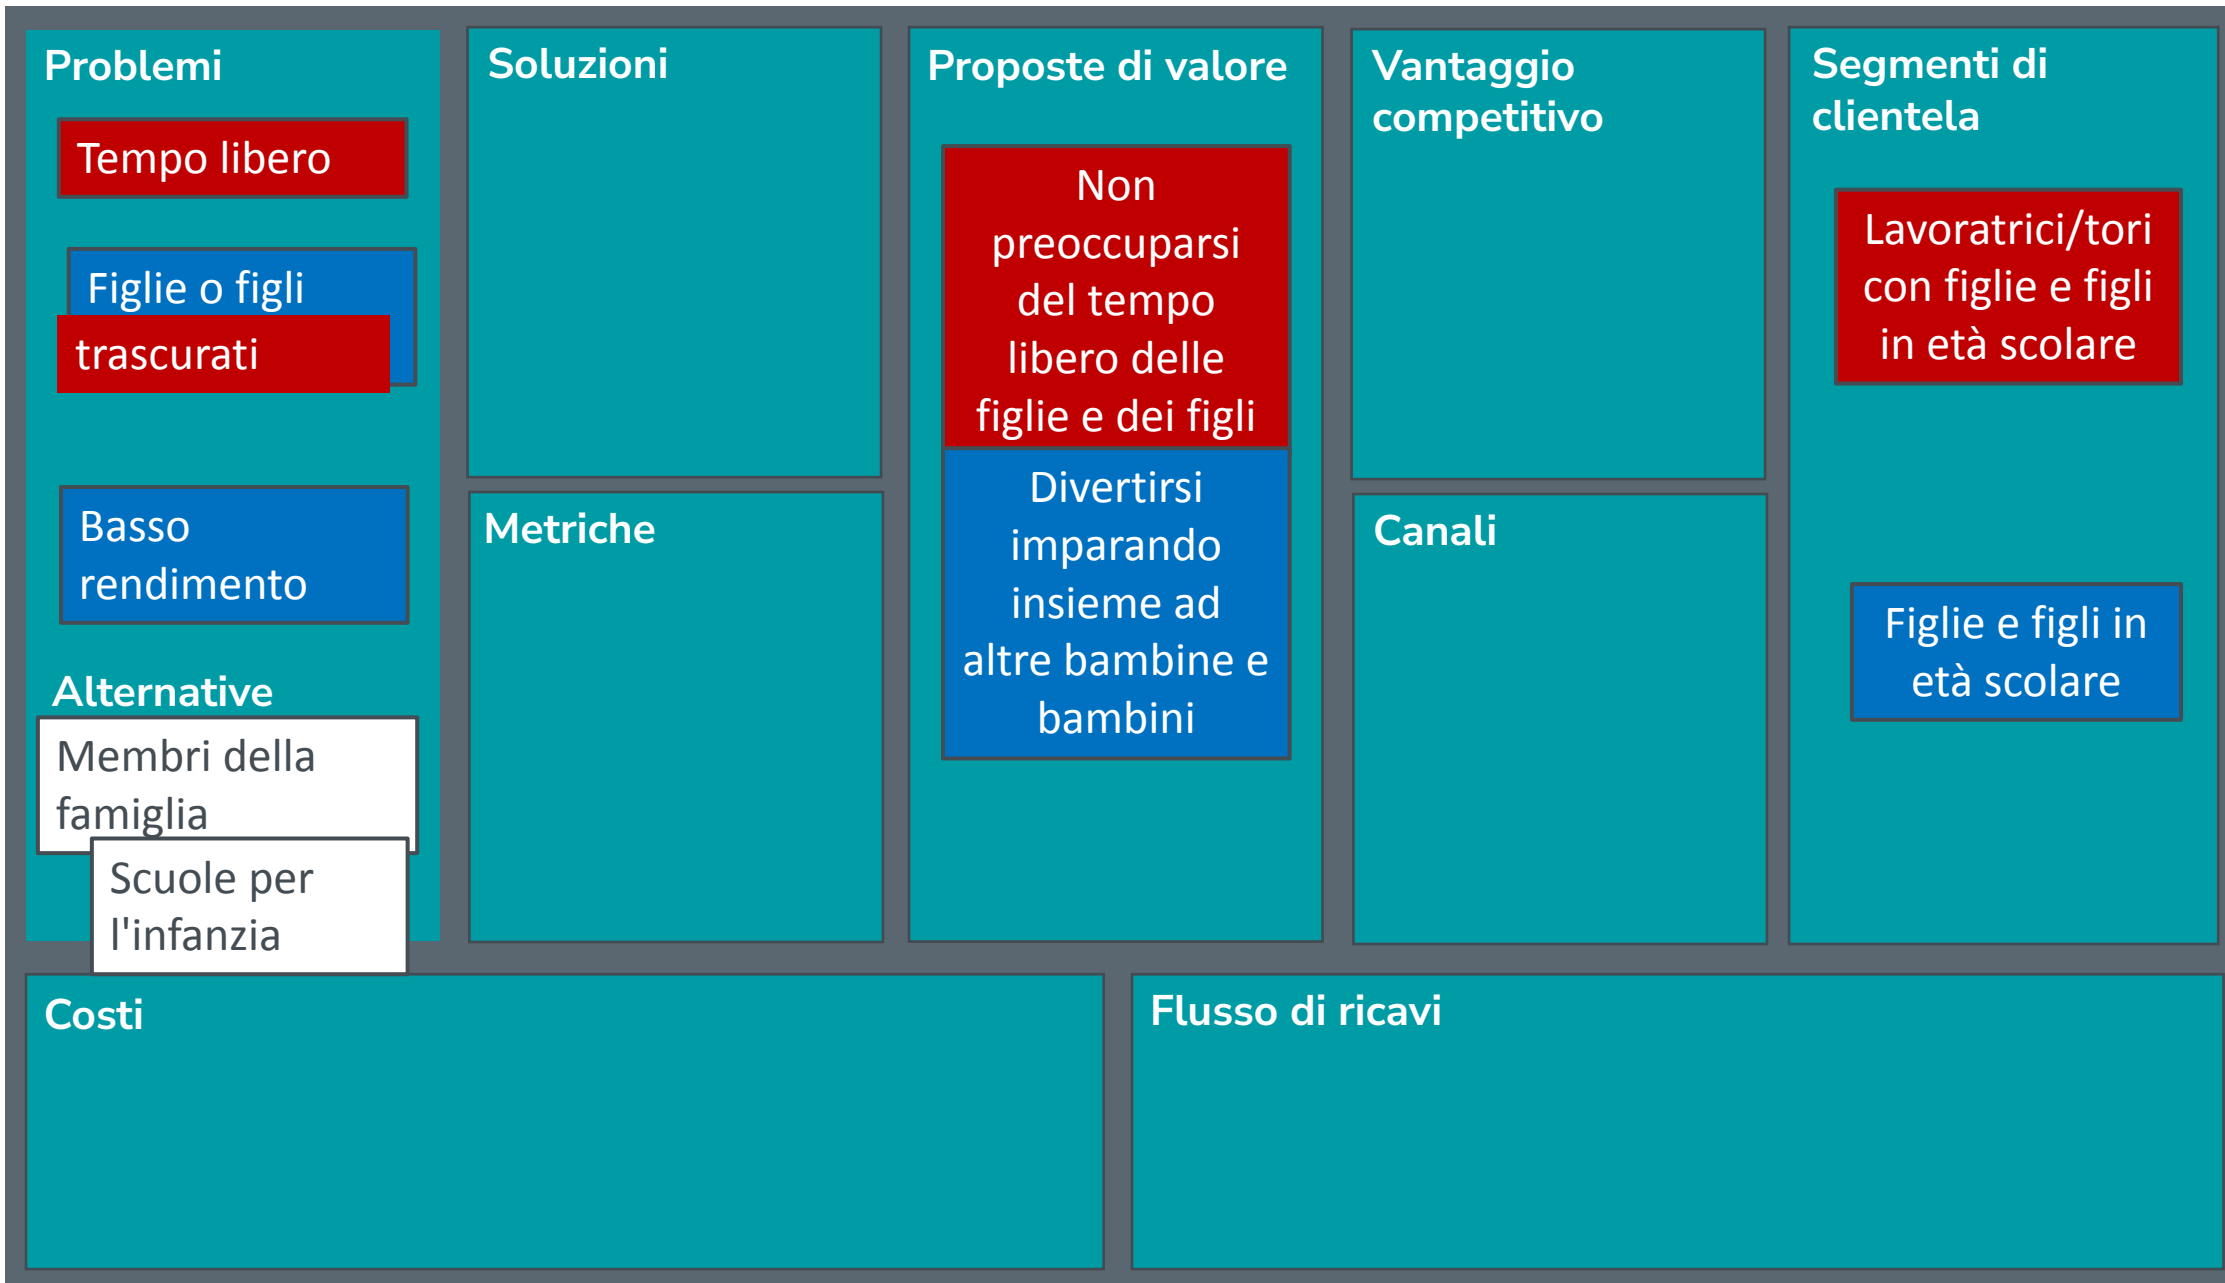 Problemi
Tempo libero
Figlie o figli
trascurati
Basso
rendimento
Alternative
Membri della
famiglia
Scuole per
l'infanzia
Soluzioni
Metriche
Proposte di valore
Non
preoccuparsi
del tempo
libero delle
figlie e dei figli
Divertirsi
imparando
insieme ad
altre bambine e
bambini
Vantaggio
competitivo
Canali
Segmenti di
clientela
Lavoratrici/tori
con figlie e figli
in età scolare
Figlie e figli in
età scolare
Costi
Flusso di ricavi